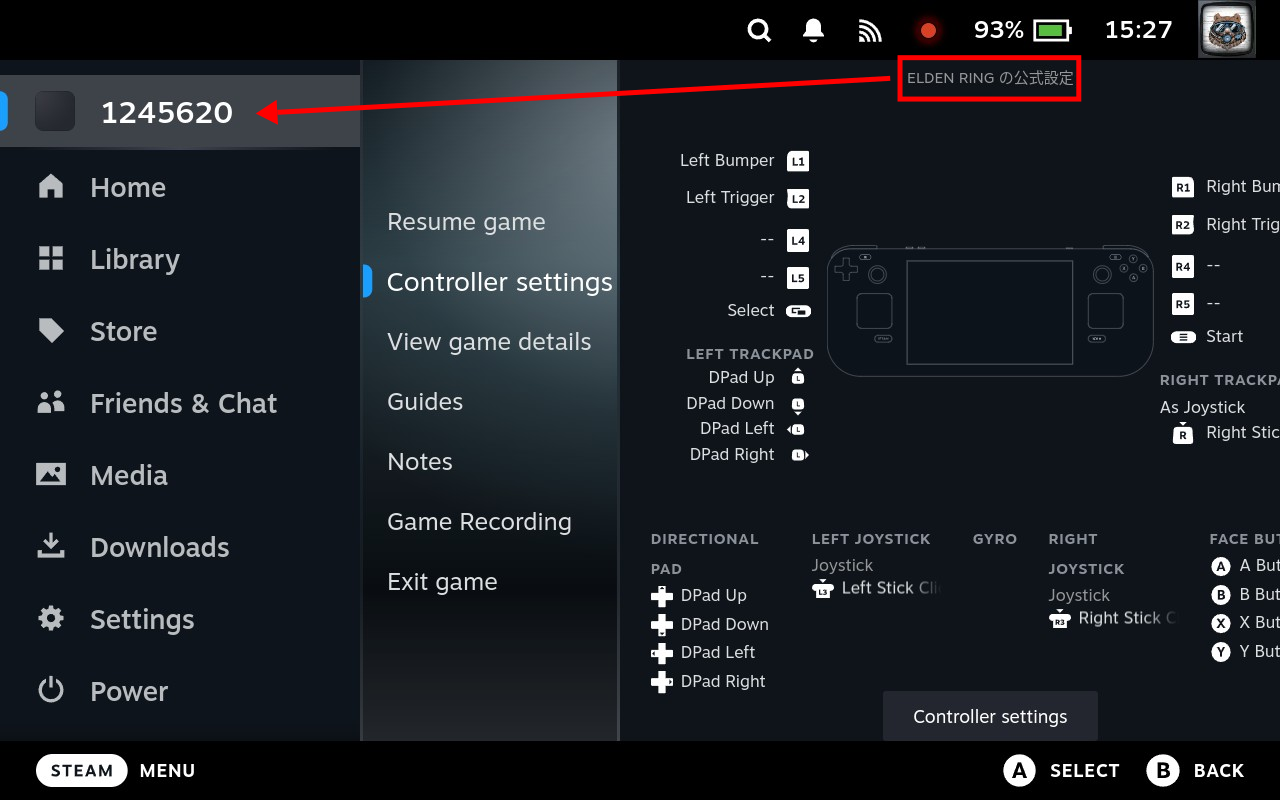 93%
15:27
1245620
Home
Library
Store
Friends & Chat
Media
Downloads
Settings
Power
Resume game
Controller settings
View game details
Guides
Notes
Game Recording
Exit game
ELDEN RING の公式設定
Left Bumper L1
Left Trigger L2
-- L4
-- L5
Select
LEFT TRACKPAD
DPad Up L
DPad Down L
DPad Left L
DPad Right L
R1 Right Bum
R2 Right Trig
R4 --
R5 --
Start
RIGHT TRACKPA
As Joystick
R Right Stic
DIRECTIONAL
PAD
DPad Up
DPad Down
DPad Left
DPad Right
LEFT JOYSTICK
Joystick
L3 Left Stick Cli
GYRO
RIGHT
JOYSTICK
Joystick
R3 Right Stick C
FACE BUT
A A But
B B But
X X But
Y Y But
Controller settings
STEAM MENU
A SELECT B BACK